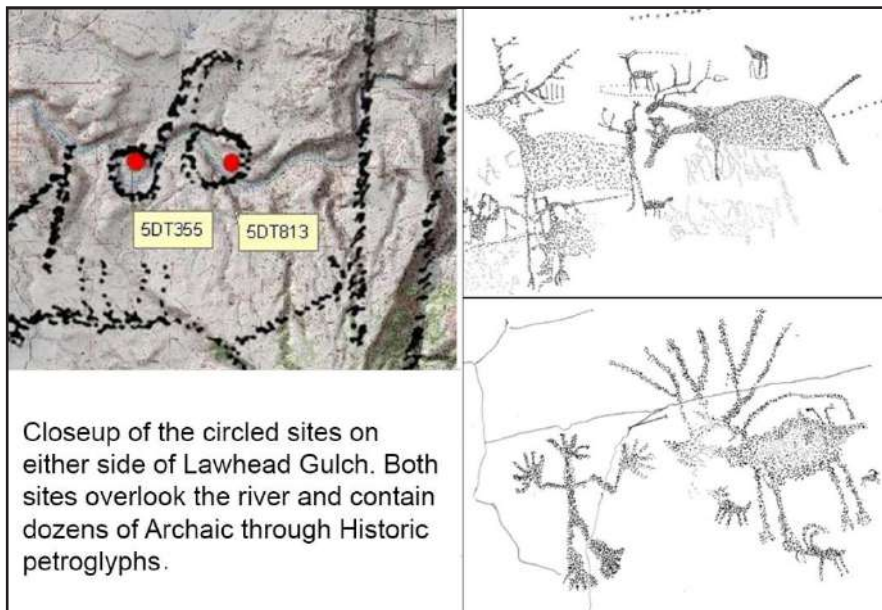 5DT355
5DT813
Closeup of the circled sites on
either side of Lawhead Gulch. Both
sites overlook the river and contain
dozens of Archaic through Historic
petroglyphs.